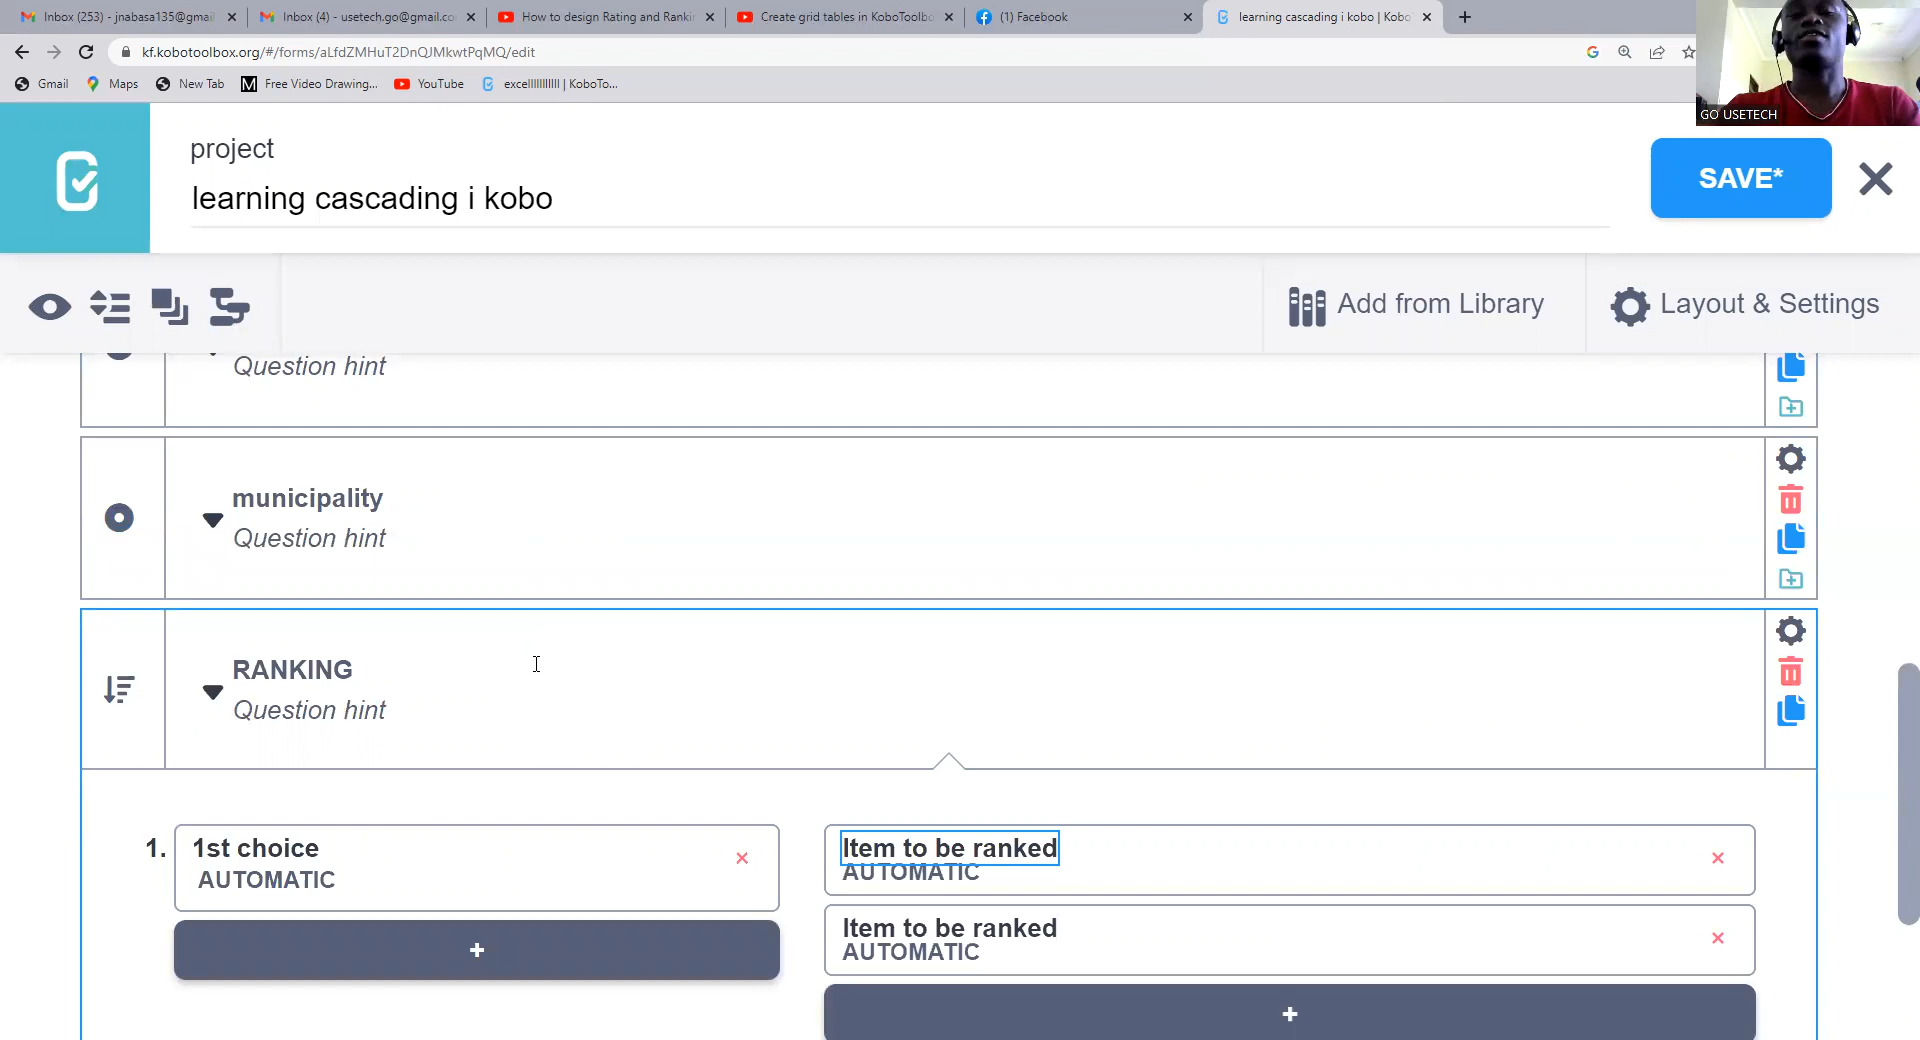 Inbox (253) - jnabasa135@gmai
Inbox (4) - usetech.go@gmail.co
How to design Rating and Rankin
Create grid tables in KoboToolbo
(1) Facebook
learning cascading i kobo | Kobo
kf.kobotoolbox.org/#/forms/aLfdZMHuT2DnQJMkwtPqMQ/edit
Gmail
Maps
New Tab
Free Video Drawing...
YouTube
excelllllllllll | KoboTo...
GO USETECH
project
learning cascading i kobo
SAVE*
Add from Library
Layout & Settings
Question hint
municipality
Question hint
RANKING
Question hint
1. 1st choice
AUTOMATIC
Item to be ranked
AUTOMATIC
Item to be ranked
AUTOMATIC
+
+